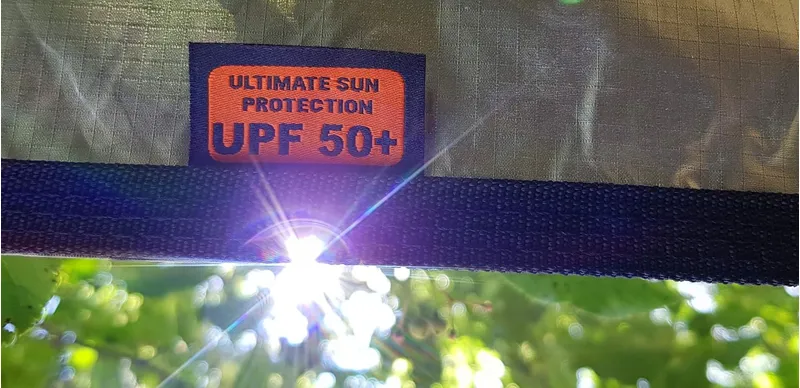 ULTIMATE SUN
PROTECTION
UPF 50+